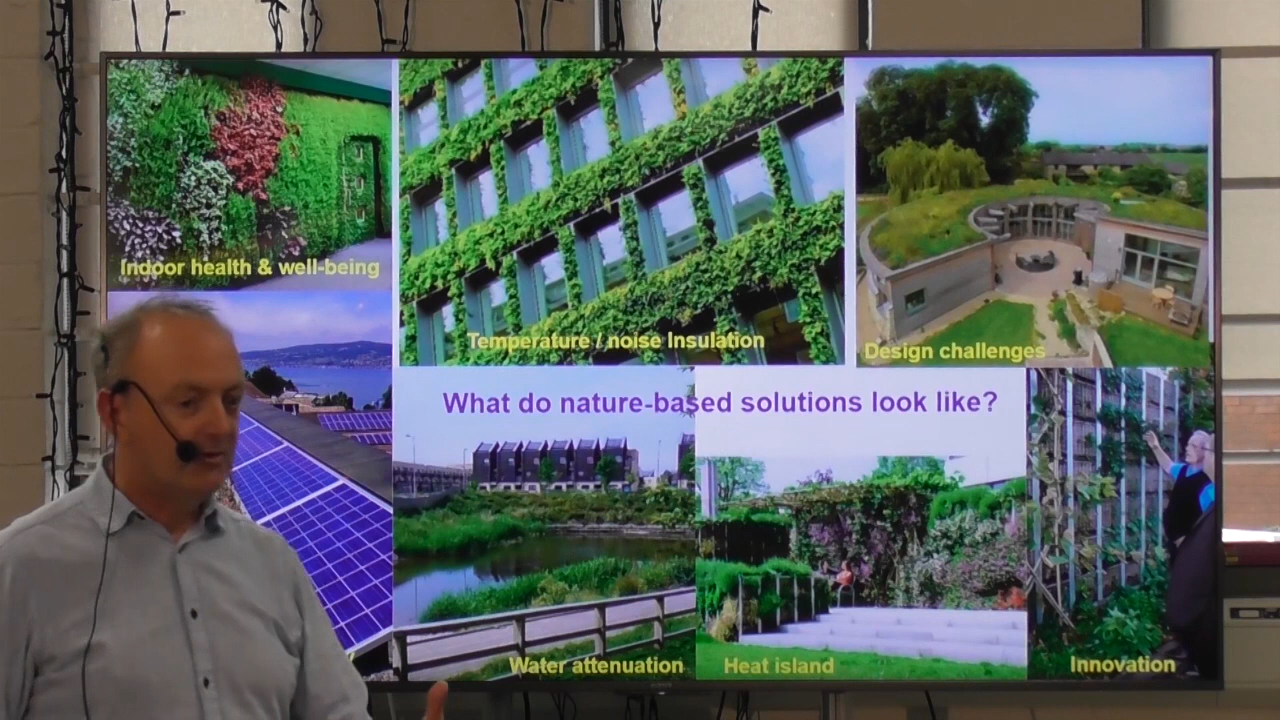 Indoor health & well-being
Temperature / noise Insulation
Design challenges
What do nature-based solutions look like?
Water attenuation
Heat island
Innovation